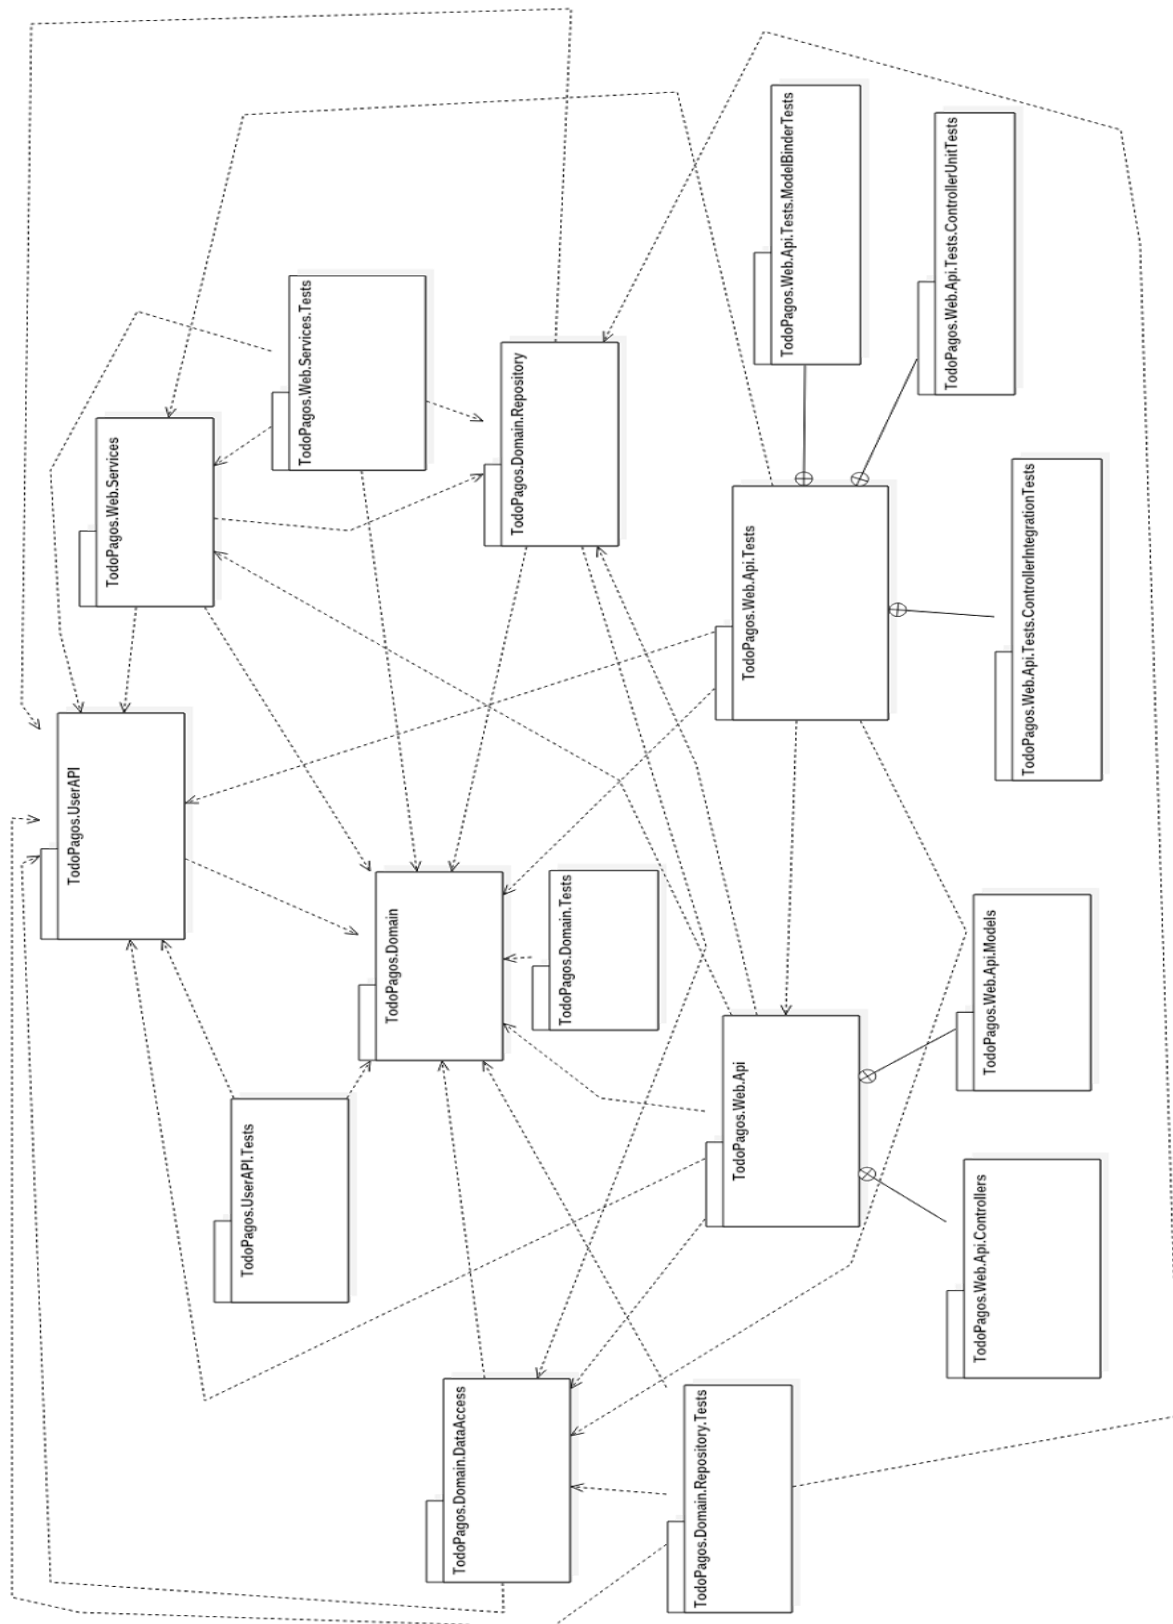 TodoPagos.UserAPI
TodoPagos.Web.Services
TodoPagos.UserAPI.Tests
TodoPagos.Web.Services.Tests
TodoPagos.Domain
TodoPagos.Domain.DataAccess
TodoPagos.Domain.Repository
TodoPagos.Domain.Tests
TodoPagos.Domain.Repository.Tests
TodoPagos.Web.Api
TodoPagos.Web.Api.Tests
TodoPagos.Web.Api.Tests.ModelBinderTests
TodoPagos.Web.Api.Tests.ControllerUnitTests
TodoPagos.Web.Api.Controllers
TodoPagos.Web.Api.Models
TodoPagos.Web.Api.Tests.ControllerIntegrationTests